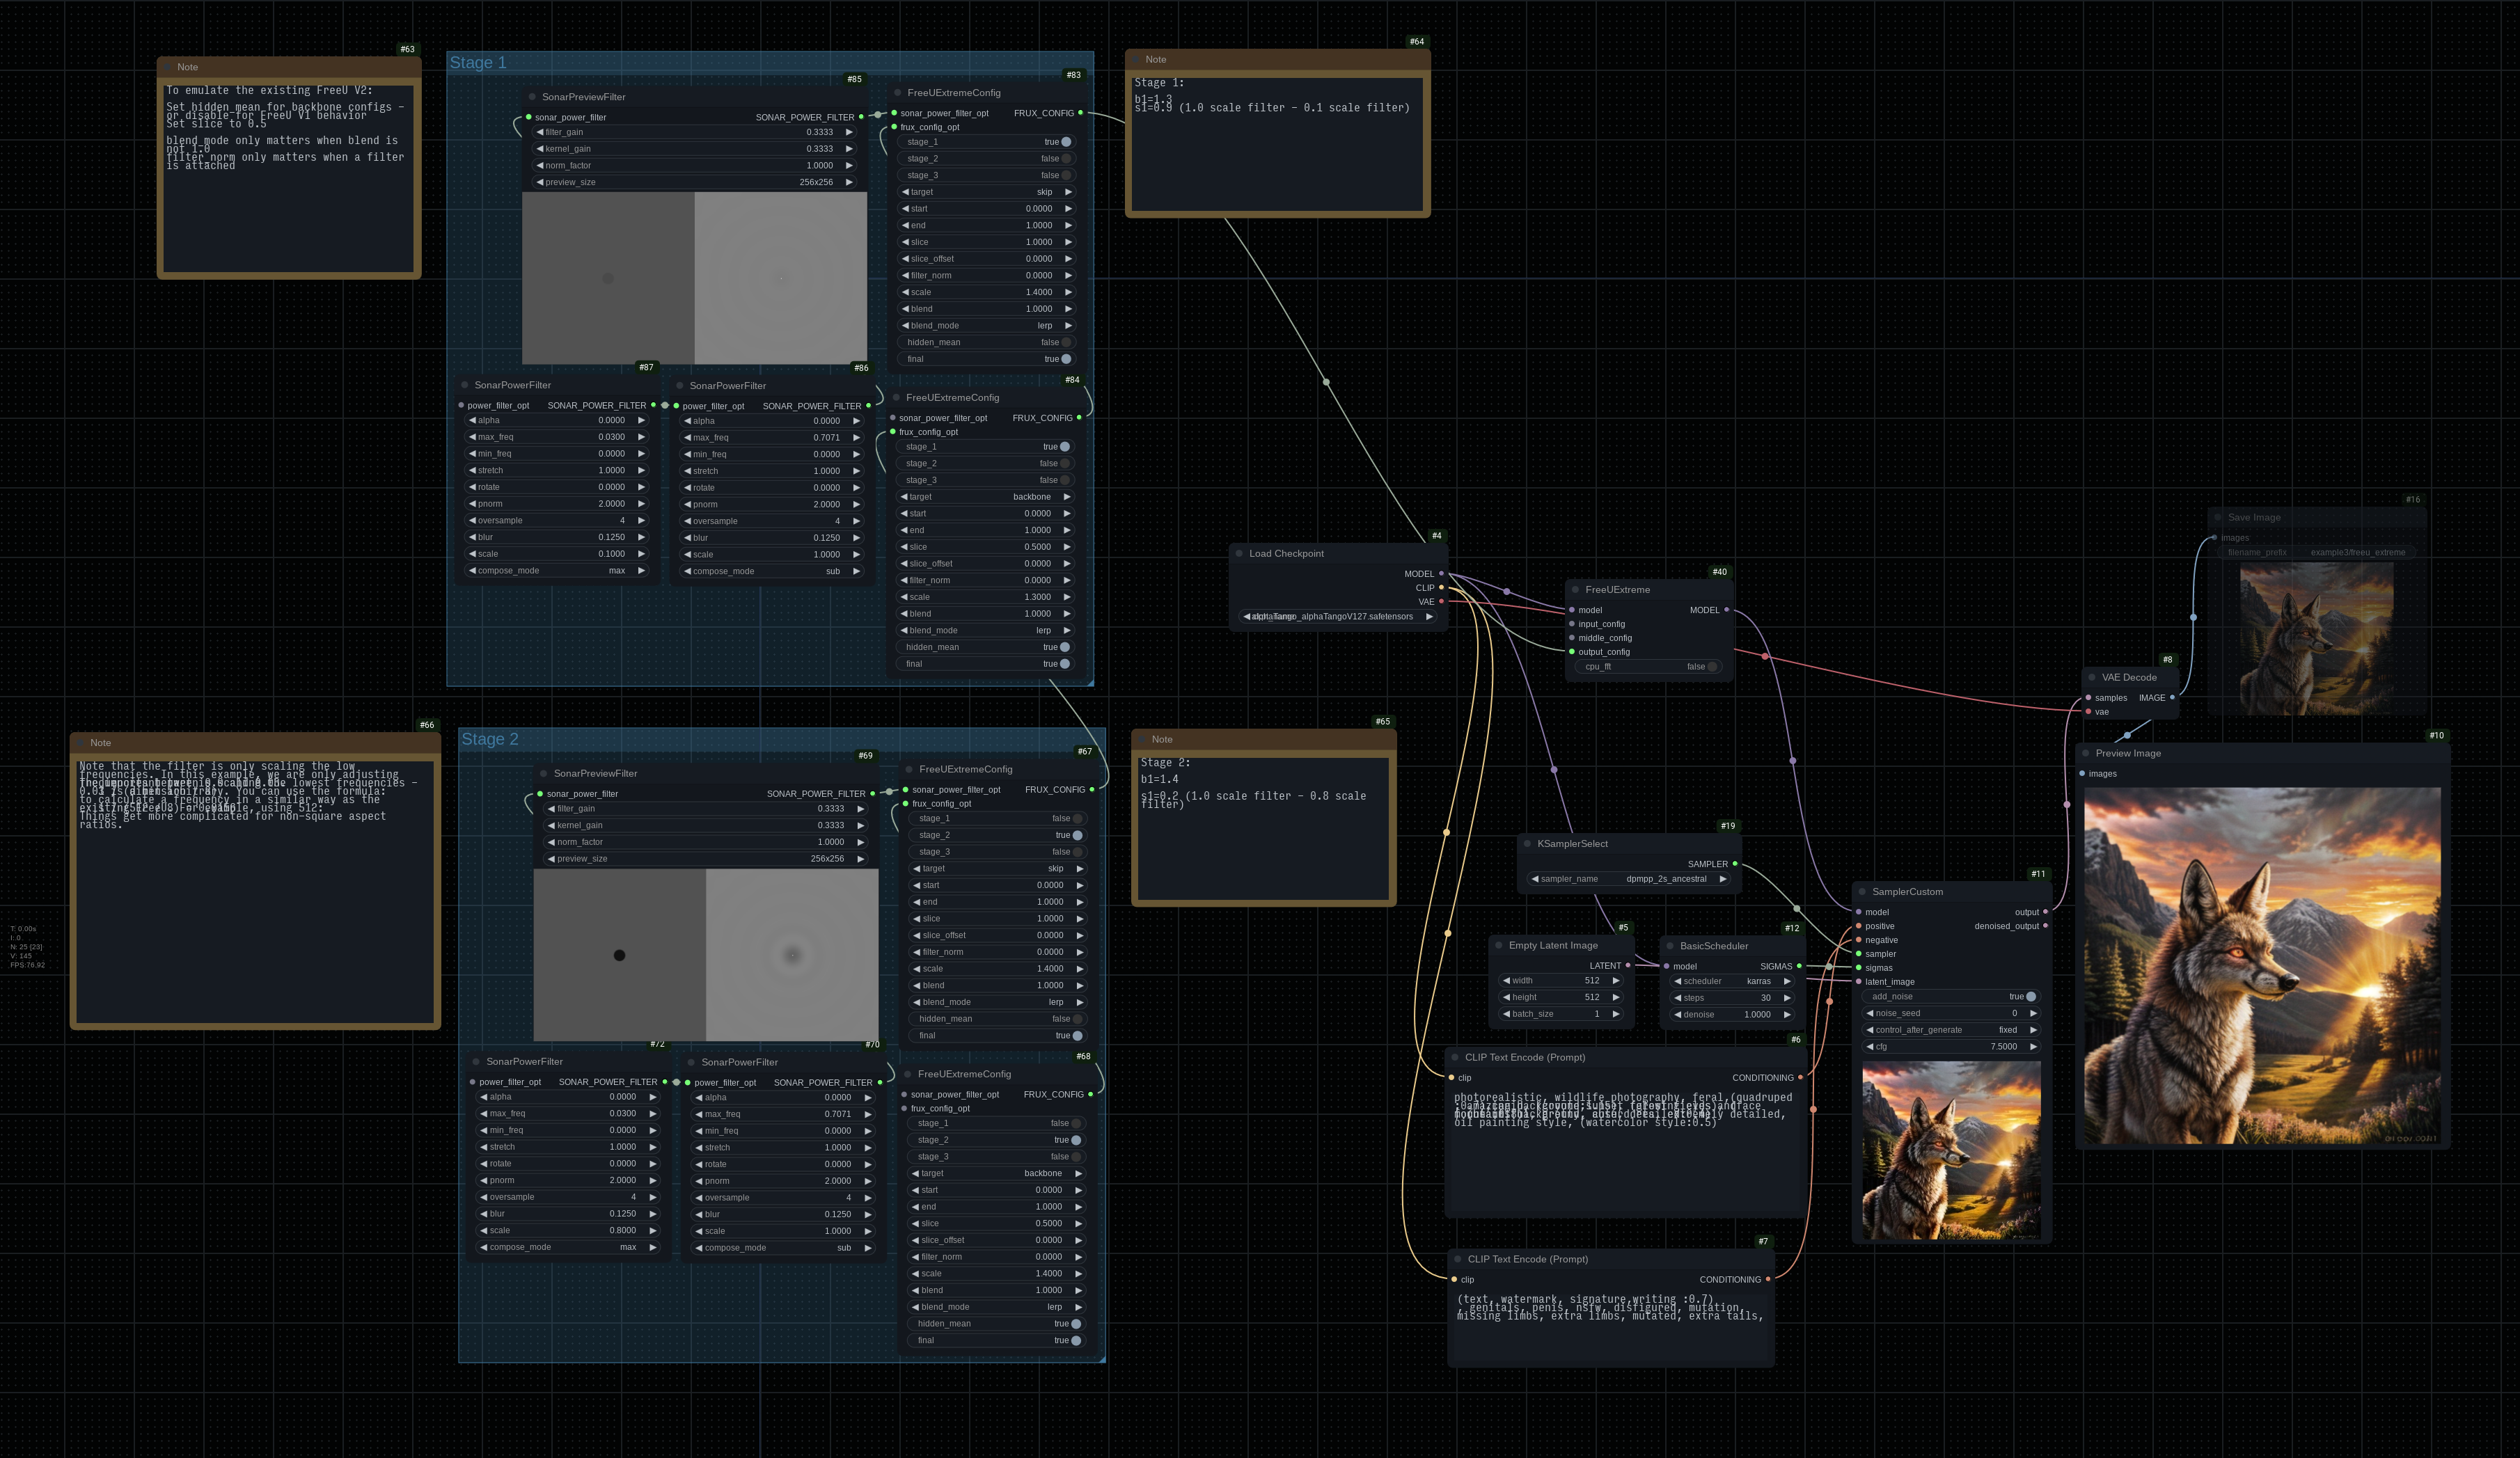 #63
Note
To emulate the existing FreeU V2:
Set hidden_mean for backbone configs -
or disable for FreeU V1 behavior
Set slice to 0.5
blend_mode only matters when blend is
not 1.0
filter_norm only matters when a filter
is attached
Stage 1
#85
SonarPreviewFilter
sonar_power_filter SONAR_POWER_FILTER
filter_gain 0.3333
kernel_gain 0.3333
norm_factor 1.0000
preview_size 256x256
#83
FreeUExtremeConfig
sonar_power_filter_opt FRUX_CONFIG
frux_config_opt
stage_1 true
stage_2 false
stage_3 false
target skip
start 0.0000
end 1.0000
slice 1.0000
slice_offset 0.0000
filter_norm 0.0000
scale 1.4000
blend 1.0000
blend_mode lerp
hidden_mean false
final true
#87
SonarPowerFilter
power_filter_opt SONAR_POWER_FILTER
alpha 0.0000
max_freq 0.0300
min_freq 0.0000
stretch 1.0000
rotate 0.0000
pnorm 2.0000
oversample 4
blur 0.1250
scale 0.1000
compose_mode max
#86
SonarPowerFilter
power_filter_opt SONAR_POWER_FILTER
alpha 0.0000
max_freq 0.7071
min_freq 0.0000
stretch 1.0000
rotate 0.0000
pnorm 2.0000
oversample 4
blur 0.1250
scale 1.0000
compose_mode sub
#84
FreeUExtremeConfig
sonar_power_filter_opt FRUX_CONFIG
frux_config_opt
stage_1 true
stage_2 false
stage_3 false
target backbone
start 0.0000
end 1.0000
slice 0.5000
slice_offset 0.0000
filter_norm 0.0000
scale 1.3000
blend 1.0000
blend_mode lerp
hidden_mean true
final true
#64
Note
Stage 1:
b1=1.3
s1=0.9 (1.0 scale filter - 0.1 scale filter)
#66
Note
Note that the filter is only scaling the low
frequencies. In this example, we are only adjusting
to calculate a frequency in a similar way as the
Things get more complicated for non-square aspect
ratios.
Stage 2
#69
SonarPreviewFilter
sonar_power_filter SONAR_POWER_FILTER
filter_gain 0.3333
kernel_gain 0.3333
norm_factor 1.0000
preview_size 256x256
#67
FreeUExtremeConfig
sonar_power_filter_opt FRUX_CONFIG
frux_config_opt
stage_1 false
stage_2 true
stage_3 false
target skip
start 0.0000
end 1.0000
slice 1.0000
slice_offset 0.0000
filter_norm 0.0000
scale 1.4000
blend 1.0000
blend_mode lerp
hidden_mean false
final true
#72
SonarPowerFilter
power_filter_opt SONAR_POWER_FILTER
alpha 0.0000
max_freq 0.0300
min_freq 0.0000
stretch 1.0000
rotate 0.0000
pnorm 2.0000
oversample 4
blur 0.1250
scale 0.8000
compose_mode max
#70
SonarPowerFilter
power_filter_opt SONAR_POWER_FILTER
alpha 0.0000
max_freq 0.7071
min_freq 0.0000
stretch 1.0000
rotate 0.0000
pnorm 2.0000
oversample 4
blur 0.1250
scale 1.0000
compose_mode sub
#68
FreeUExtremeConfig
sonar_power_filter_opt FRUX_CONFIG
frux_config_opt
stage_1 false
stage_2 true
stage_3 false
target backbone
start 0.0000
end 1.0000
slice 0.5000
slice_offset 0.0000
filter_norm 0.0000
scale 1.4000
blend 1.0000
blend_mode lerp
hidden_mean true
final true
#65
Note
Stage 2:
b1=1.4
s1=0.2 (1.0 scale filter - 0.8 scale
filter)
T: 0.00s
I: 0
N: 25 [23]
V: 145
FPS:76.92
#4
Load Checkpoint
MODEL
CLIP
VAE
alphaTangoV127.safetensors
#40
FreeUExtreme
model MODEL
input_config
middle_config
output_config
cpu_fft false
#19
KSamplerSelect
SAMPLER
sampler_name dpmpp_2s_ancestral
#5
Empty Latent Image
LATENT
width 512
height 512
batch_size 1
#12
BasicScheduler
model SIGMAS
scheduler karras
steps 30
denoise 1.0000
#6
CLIP Text Encode (Prompt)
clip CONDITIONING
photorealistic, wildlife photography, feral,(quadruped
oil painting style, (watercolor style:0.5)
#7
CLIP Text Encode (Prompt)
clip CONDITIONING
(text, watermark, signature,writing :0.7)
, genitals, penis, nsfw, disfigured, mutation,
missing limbs, extra limbs, mutated, extra tails,
#11
SamplerCustom
model output
positive denoised_output
negative
sampler
sigmas
latent_image
add_noise true
noise_seed 0
control_after_generate fixed
cfg 7.5000
#8
VAE Decode
samples IMAGE
vae
#16
Save Image
images
filename_prefix example3/freeu_extreme
#10
Preview Image
images